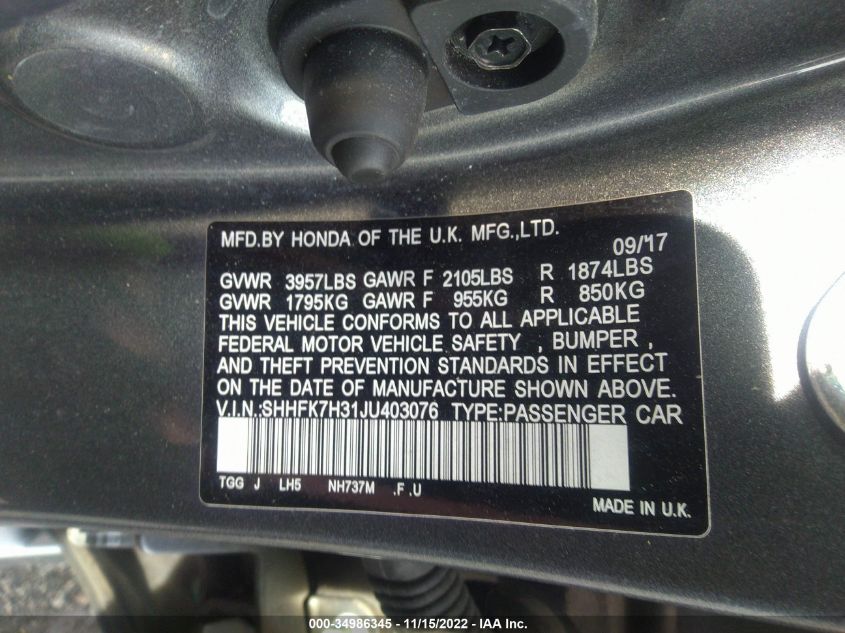 MFD.BY HONDA OF THE U.K. MFG.,LTD.
09/17
GVWR 3957LBS GAWR F 2105LBS R 1874LBS
GVWR 1795KG GAWR F 955KG R 850KG
THIS VEHICLE CONFORMS TO ALL APPLICABLE
FEDERAL MOTOR VEHICLE SAFETY , BUMPER ,
AND THEFT PREVENTION STANDARDS IN EFFECT
ON THE DATE OF MANUFACTURE SHOWN ABOVE.
V.I.N.:SHHFK7H31JU403076 TYPE:PASSENGER CAR
TGG J LH5 NH737M .F .U
MADE IN U.K.
000-34986345 - 11/15/2022 - IAA Inc.